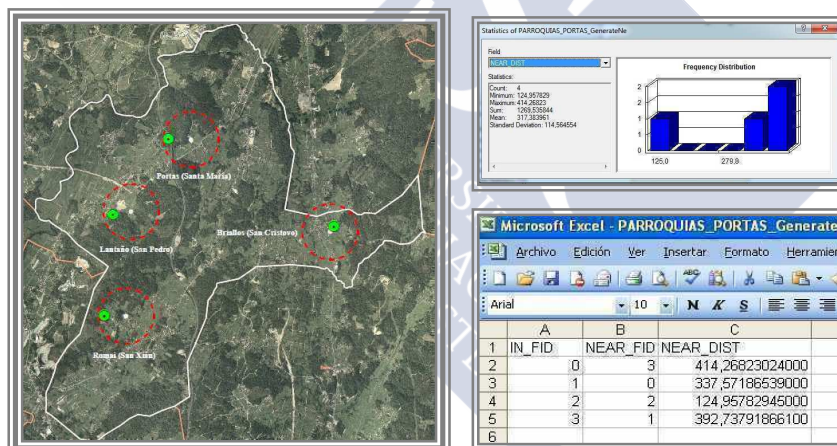 Portas (Santa María)
Briallos (San Cristovo)
Lantaño (San Pedro)
Romai (San Xián)
Statistics of PARROQUIAS_PORTAS_GenerateNe
Field
NEAR_DIST
Statistics:
Count: 4
Minimum: 124,957829
Maximum: 414,26823
Sum: 1269,535844
Mean: 317,383961
Standard Deviation: 114,564554
Frequency Distribution
2
2
1
1
0
125,0 279,8
Microsoft Excel - PARROQUIAS_PORTAS_Generate
Archivo Edición Ver Insertar Formato Herramien
Arial 10 N K S
A B C
1 IN_FID NEAR_FID NEAR_DIST
2 0 3 414,26823024000
3 1 0 337,57186539000
4 2 2 124,95782945000
5 3 1 392,73791866100
6